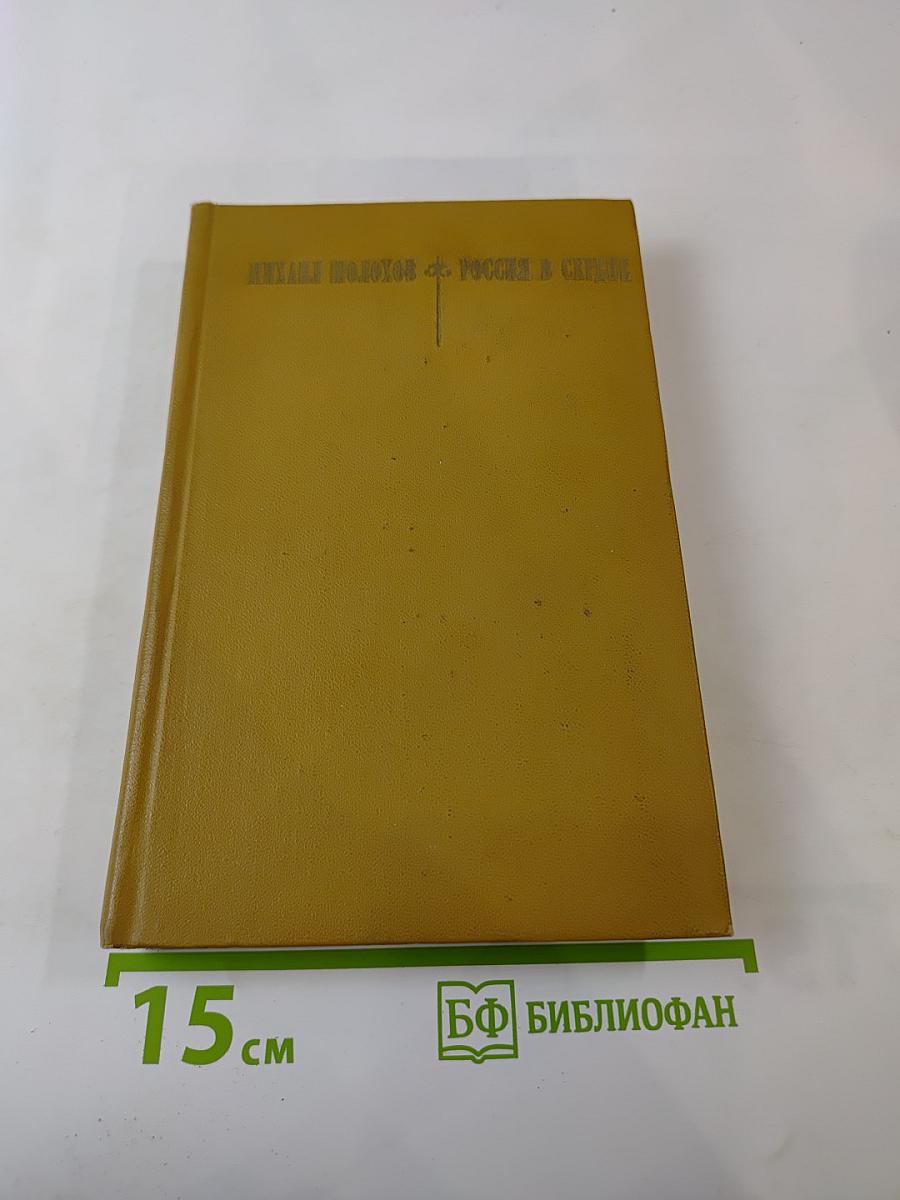 МИХАИЛ ШОЛОХОВ РОССИЯ В СЕРДЦЕ
15 см
БФ БИБЛИОФАН